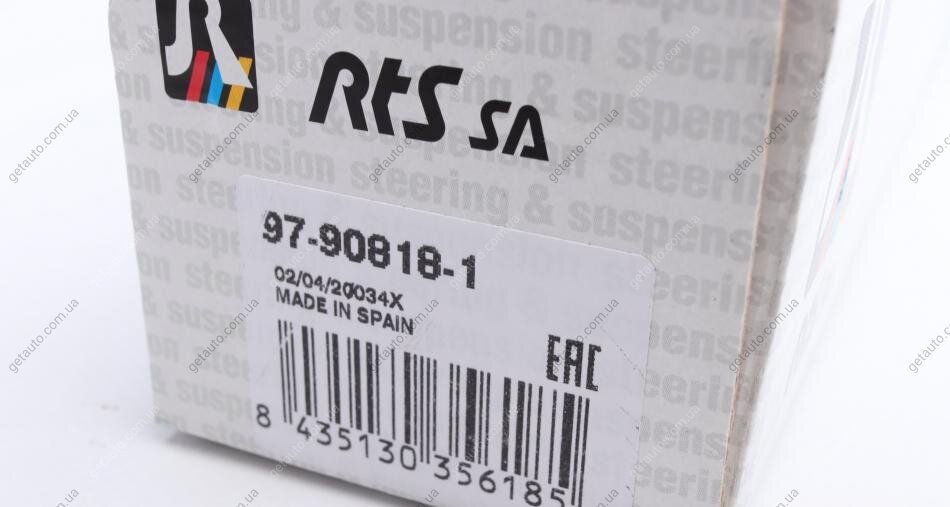 RtS SA
steering & suspension
97-90818-1
02/04/20034X
MADE IN SPAIN
EAC
8 435130 356185
getauto.com.ua